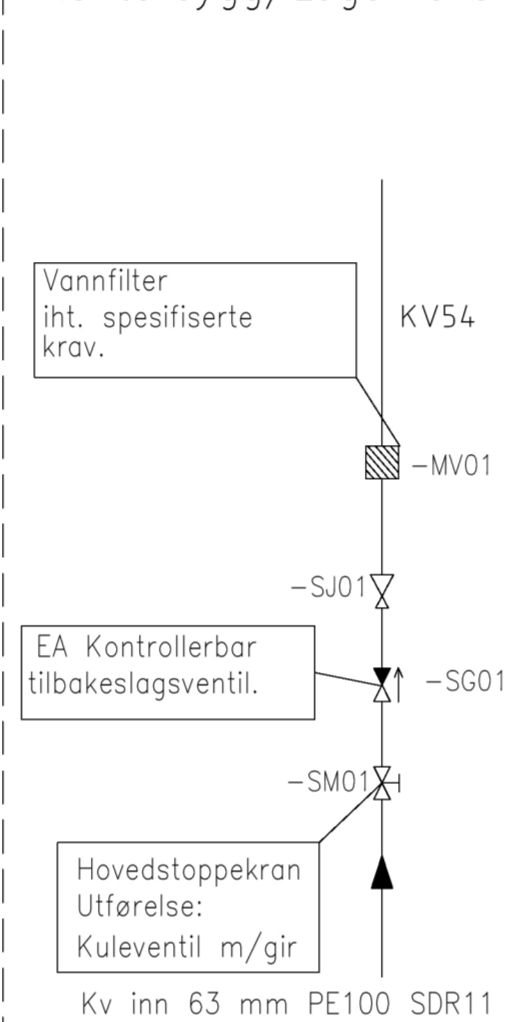 Vannfilter
iht. spesifiserte
krav.
KV54
-MV01
-SJ01
EA Kontrollerbar
tilbakeslagsventil.
-SG01
-SM01
Hovedstoppekran
Utførelse:
Kuleventil m/gir
Kv inn 63 mm PE100 SDR11